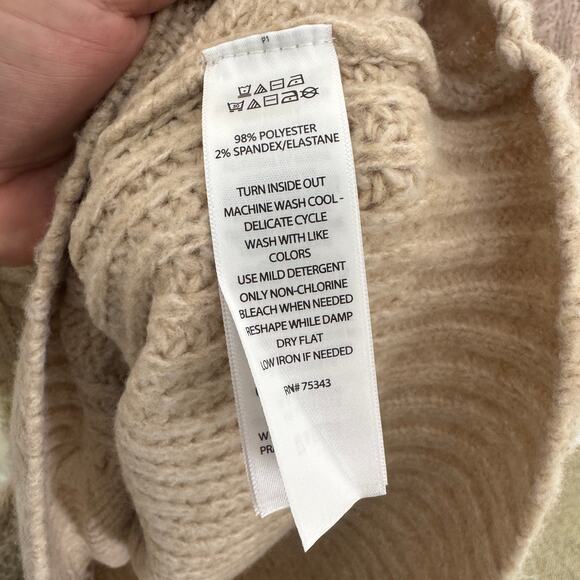 P1
98% POLYESTER
2% SPANDEX/ELASTANE
TURN INSIDE OUT
MACHINE WASH COOL -
DELICATE CYCLE
WASH WITH LIKE
COLORS
USE MILD DETERGENT
ONLY NON-CHLORINE
BLEACH WHEN NEEDED
RESHAPE WHILE DAMP
DRY FLAT
LOW IRON IF NEEDED
RN# 75343
W
PRA